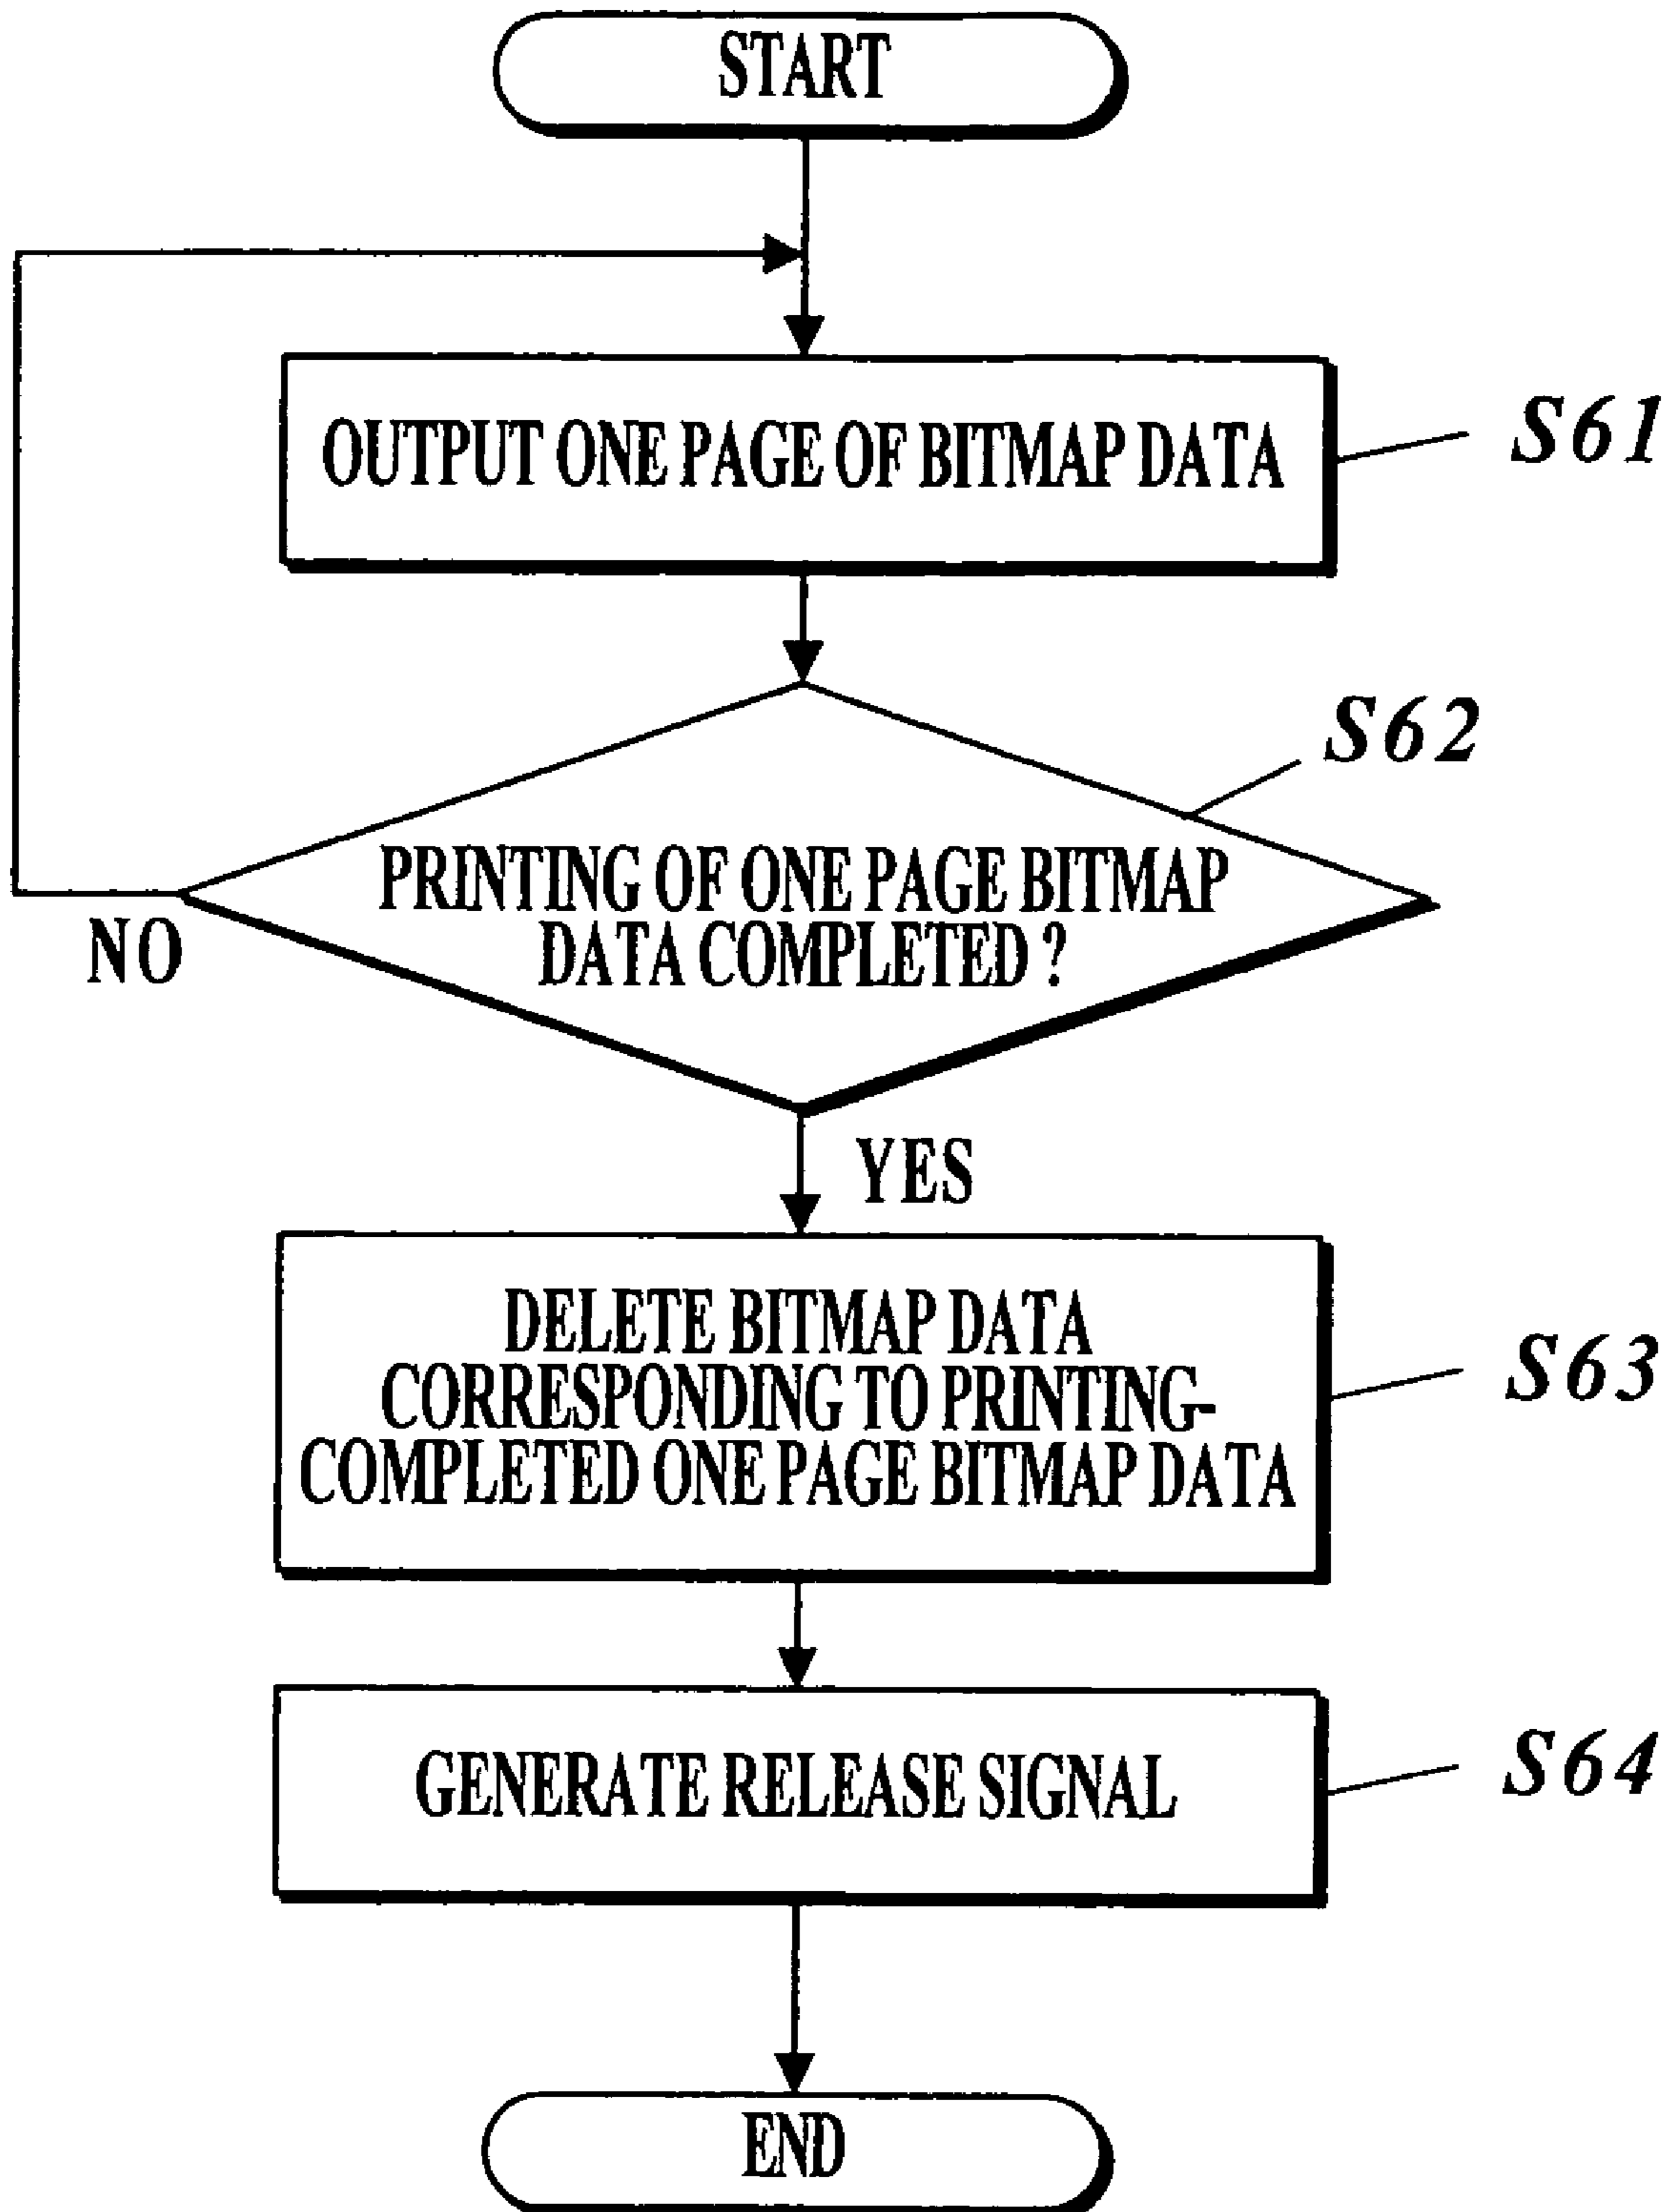 START
OUTPUT ONE PAGE OF BITMAP DATA
S61
S62
PRINTING OF ONE PAGE BITMAP
DATA COMPLETED ?
NO
YES
DELETE BITMAP DATA
CORRESPONDING TO PRINTING-
COMPLETED ONE PAGE BITMAP DATA
S63
GENERATE RELEASE SIGNAL
S64
END